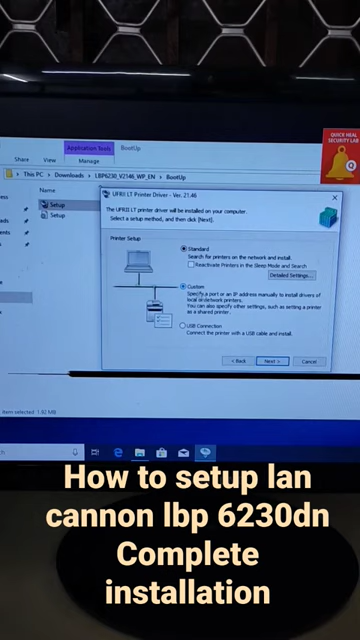 QUICK HEAL
SECURITY LAB
Application Tools
BootUp
Share
View
Manage
This PC > Downloads > LBP6230_V2146_WP_EN > BootUp
Name
Setup
Setup
UFRII LT Printer Driver - Ver. 21.46
The UFRII LT printer driver will be installed on your computer.
Select a setup method, and then click [Next].
Printer Setup
Standard
Search for printers on the network and install.
Reactivate Printers in the Sleep Mode and Search
Detailed Settings...
Custom
Specify a port or an IP address manually to install drivers of
local or network printers.
You can also specify other settings, such as setting a printer
as a shared printer.
USB Connection
Connect the printer with a USB cable and install.
< Back
Next >
Cancel
item selected 1.92 MB
How to setup lan
cannon lbp 6230dn
Complete
installation